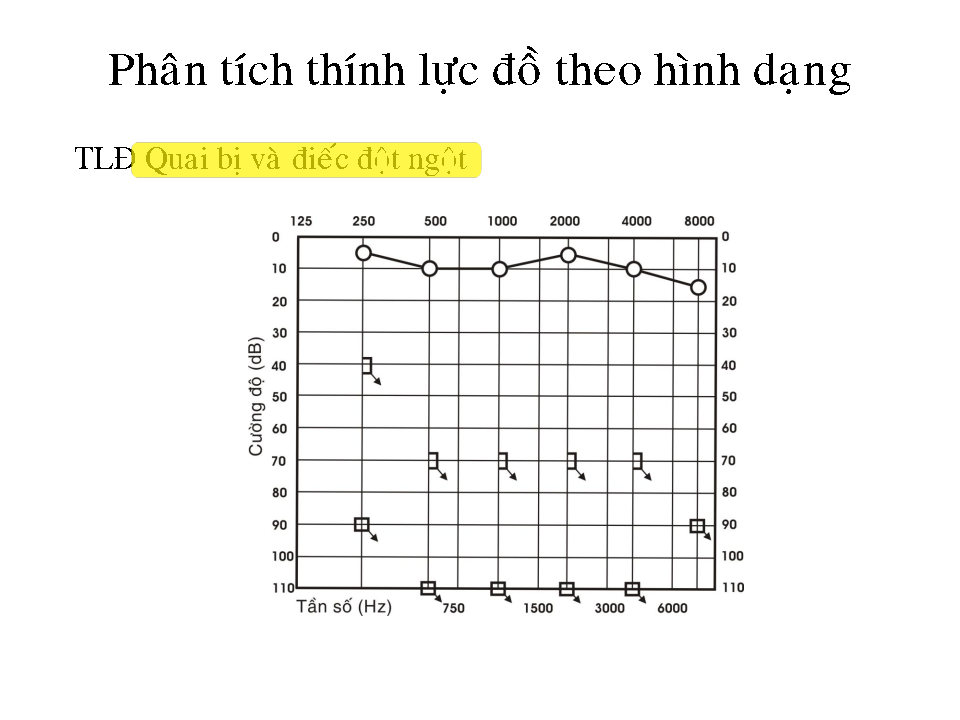 Phân tích thính lực đồ theo hình dạng
TLĐ Quai bị và điếc đột ngột
125 250 500 1000 2000 4000 8000
0 0
10 10
20 20
30 30
40 40
50 50
60 60
70 70
80 80
90 90
100 100
110 110
Cường độ (dB)
Tần số (Hz) 750 1500 3000 6000